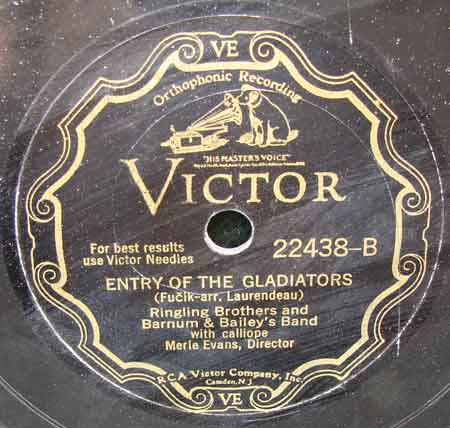 VE
Orthophonic Recording
"HIS MASTER'S VOICE"
VICTOR
For best results
use Victor Needles
22438-B
ENTRY OF THE GLADIATORS
(Fučik-arr. Laurendeau)
Ringling Brothers and
Barnum & Bailey's Band
with calliope
Merle Evans, Director
R.C.A. Victor Company, Inc.
Camden, N.J.
VE